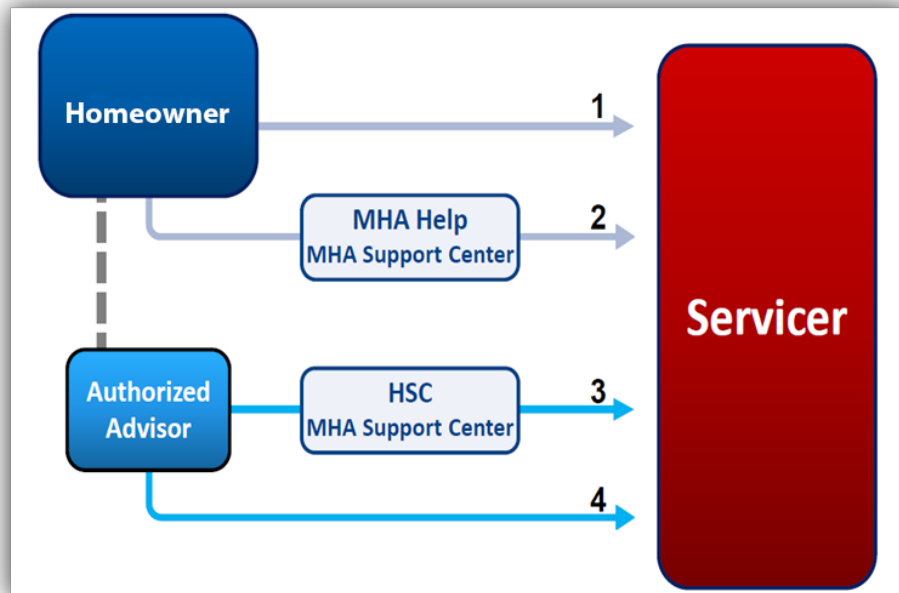 Homeowner
1
MHA Help
MHA Support Center
2
Servicer
Authorized
Advisor
HSC
MHA Support Center
3
4